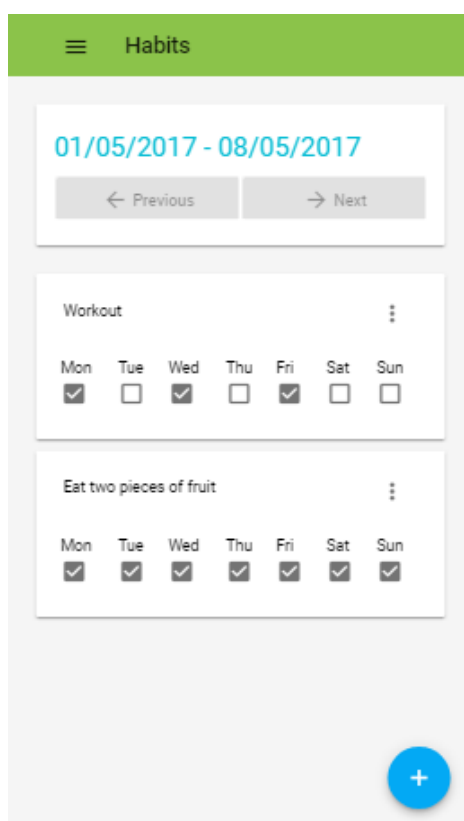 Habits
01/05/2017 - 08/05/2017
← Previous → Next
Workout
Mon Tue Wed Thu Fri Sat Sun
Eat two pieces of fruit
Mon Tue Wed Thu Fri Sat Sun
+